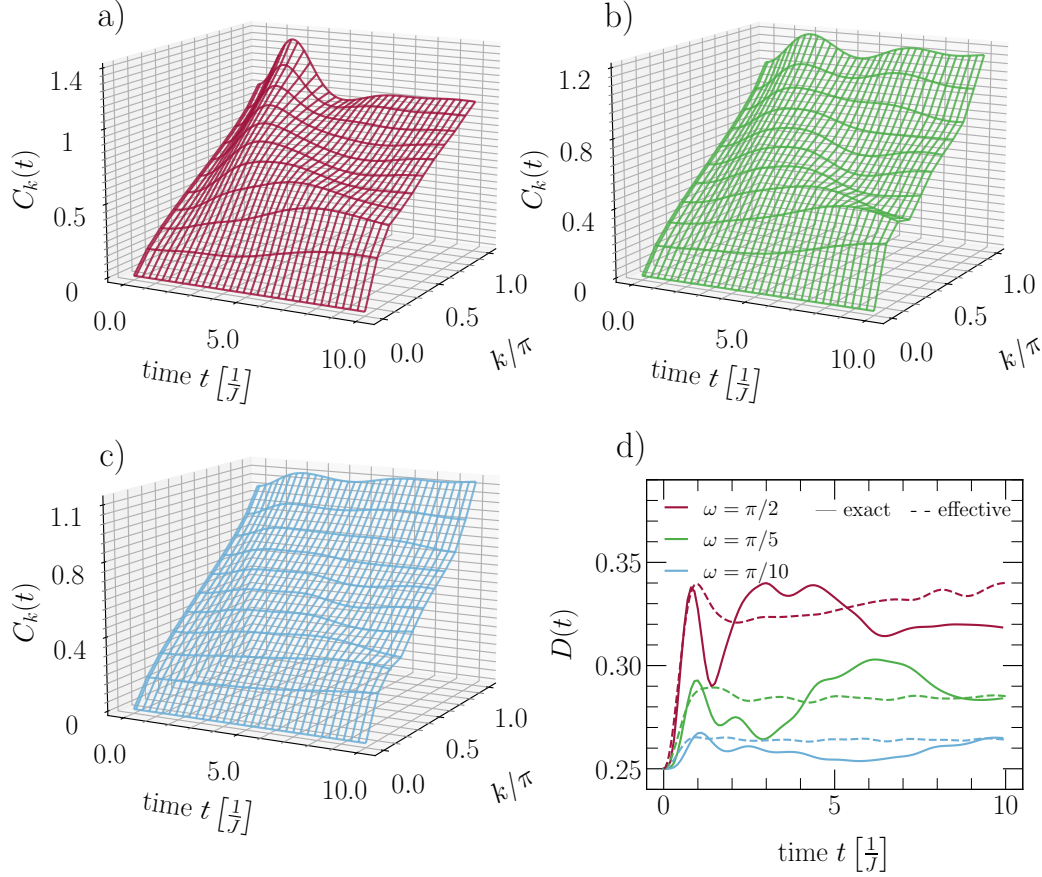 a)
1.4
1
0.5
0
C_k(t)
0.0
5.0
10.0
time t [1/J]
0.0
0.5
1.0
k/π
b)
1.2
0.8
0.4
0
C_k(t)
0.0
5.0
10.0
time t [1/J]
0.0
0.5
1.0
k/π
c)
1.1
0.8
0.4
0
C_k(t)
0.0
5.0
10.0
time t [1/J]
0.0
0.5
1.0
k/π
d)
ω = π/2
exact
effective
ω = π/5
ω = π/10
0.35
0.30
0.25
D(t)
0
5
10
time t [1/J]